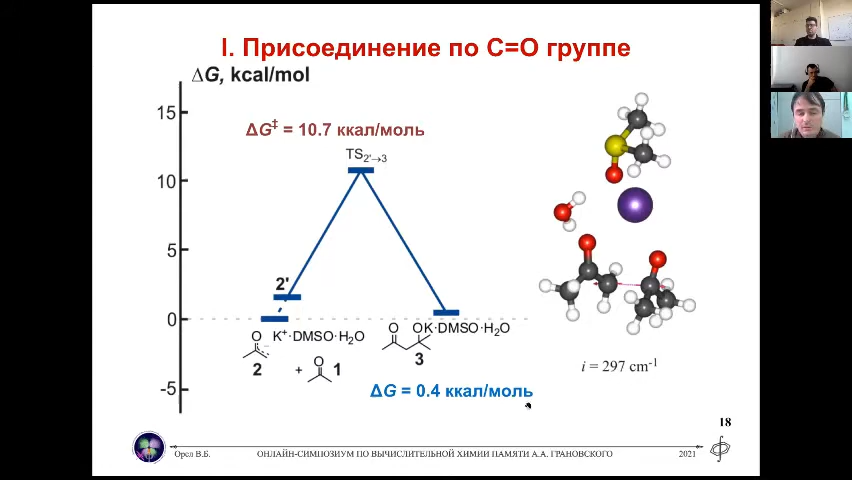 I. Присоединение по C=O группе
ΔG, kcal/mol
15
10
5
0
-5
ΔG‡ = 10.7 ккал/моль
TS2'→3
2'
O K+·DMSO·H2O
2
+
O
1
O OK·DMSO·H2O
3
ΔG = 0.4 ккал/моль
i = 297 cm-1
18
Орел В.Б.
ОНЛАЙН-СИМПОЗИУМ ПО ВЫЧИСЛИТЕЛЬНОЙ ХИМИИ ПАМЯТИ А.А. ГРАНОВСКОГО
2021